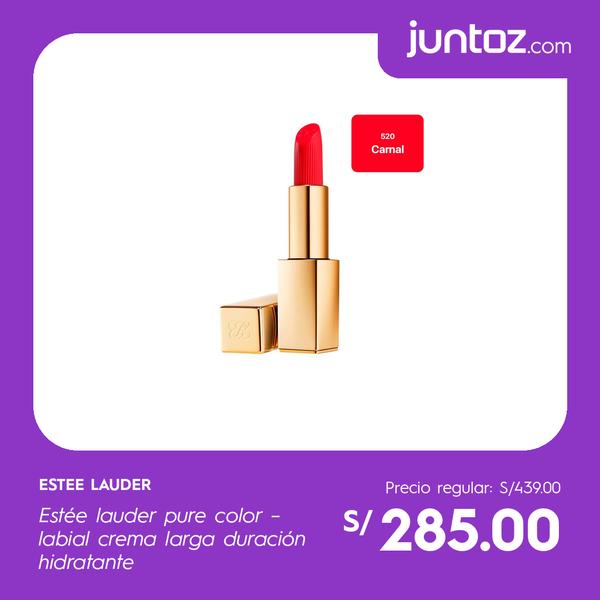 juntoz.com
520
Carnal
ESTEE LAUDER
Estée lauder pure color –
labial crema larga duración
hidratante
Precio regular: S/439.00
S/ 285.00